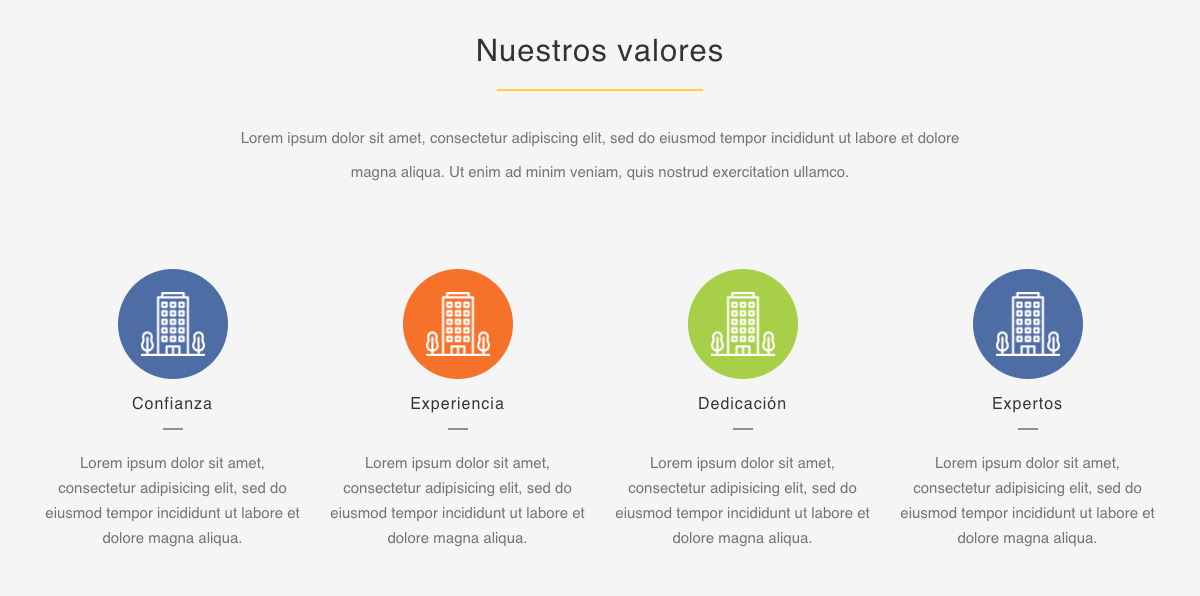 Nuestros valores
Lorem ipsum dolor sit amet, consectetur adipiscing elit, sed do eiusmod tempor incididunt ut labore et dolore
magna aliqua. Ut enim ad minim veniam, quis nostrud exercitation ullamco.
Confianza
Lorem ipsum dolor sit amet,
consectetur adipisicing elit, sed do
eiusmod tempor incididunt ut labore et
dolore magna aliqua.
Experiencia
Lorem ipsum dolor sit amet,
consectetur adipisicing elit, sed do
eiusmod tempor incididunt ut labore et
dolore magna aliqua.
Dedicación
Lorem ipsum dolor sit amet,
consectetur adipisicing elit, sed do
eiusmod tempor incididunt ut labore et
dolore magna aliqua.
Expertos
Lorem ipsum dolor sit amet,
consectetur adipisicing elit, sed do
eiusmod tempor incididunt ut labore et
dolore magna aliqua.